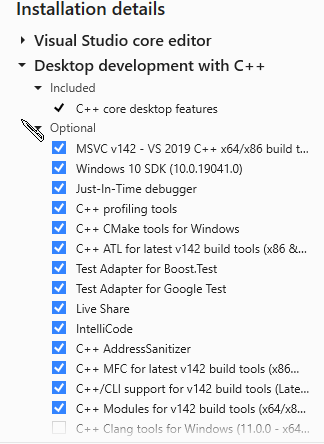 Installation details
Visual Studio core editor
Desktop development with C++
Included
C++ core desktop features
Optional
MSVC v142 - VS 2019 C++ x64/x86 build t...
Windows 10 SDK (10.0.19041.0)
Just-In-Time debugger
C++ profiling tools
C++ CMake tools for Windows
C++ ATL for latest v142 build tools (x86 &...
Test Adapter for Boost.Test
Test Adapter for Google Test
Live Share
IntelliCode
C++ AddressSanitizer
C++ MFC for latest v142 build tools (x86...
C++/CLI support for v142 build tools (Late...
C++ Modules for v142 build tools (x64/x8...
C++ Clang tools for Windows (11.0.0 - x64...